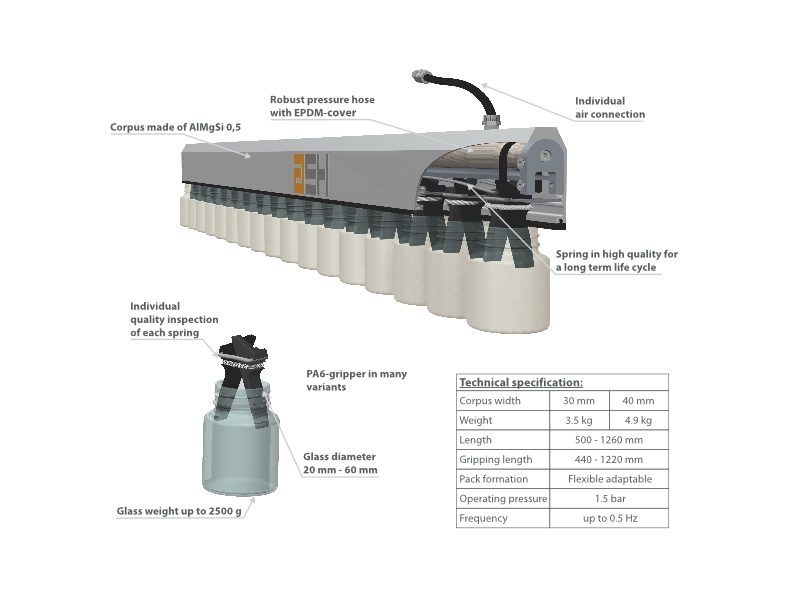 Robust pressure hose
with EPDM-cover
Individual
air connection
Corpus made of AlMgSi 0,5
Spring in high quality for
a long term life cycle
Individual
quality inspection
of each spring
PA6-gripper in many
variants
Glass diameter
20 mm - 60 mm
Glass weight up to 2500 g
Technical specification:
Corpus width 30 mm 40 mm
Weight 3.5 kg 4.9 kg
Length 500 - 1260 mm
Gripping length 440 - 1220 mm
Pack formation Flexible adaptable
Operating pressure 1.5 bar
Frequency up to 0.5 Hz